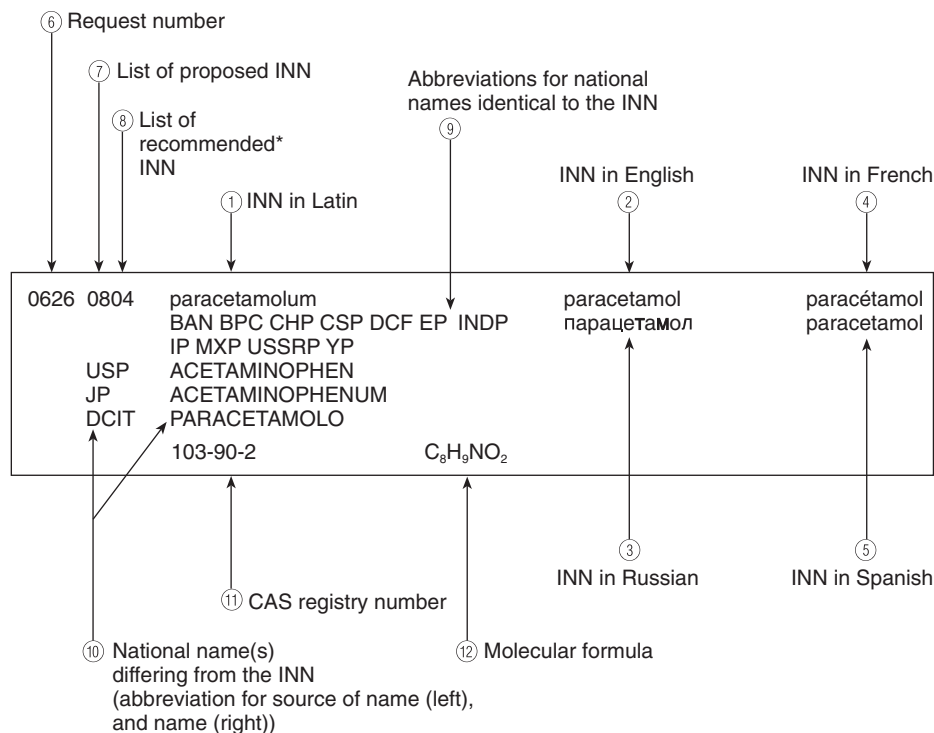 ⑥ Request number
⑦ List of proposed INN
⑧ List of
recommended*
INN
Abbreviations for national
names identical to the INN
⑨
① INN in Latin
INN in English
②
INN in French
④
0626 0804 paracetamolum paracetamol paracétamol
BAN BPC CHP CSP DCF EP INDP парацетамол paracetamol
IP MXP USSRP YP
USP ACETAMINOPHEN
JP ACETAMINOPHENUM
DCIT PARACETAMOLO
103-90-2 C₈H₉NO₂
③
INN in Russian
⑤
INN in Spanish
⑪ CAS registry number
⑩ National name(s)
differing from the INN
(abbreviation for source of name (left),
and name (right))
⑫ Molecular formula